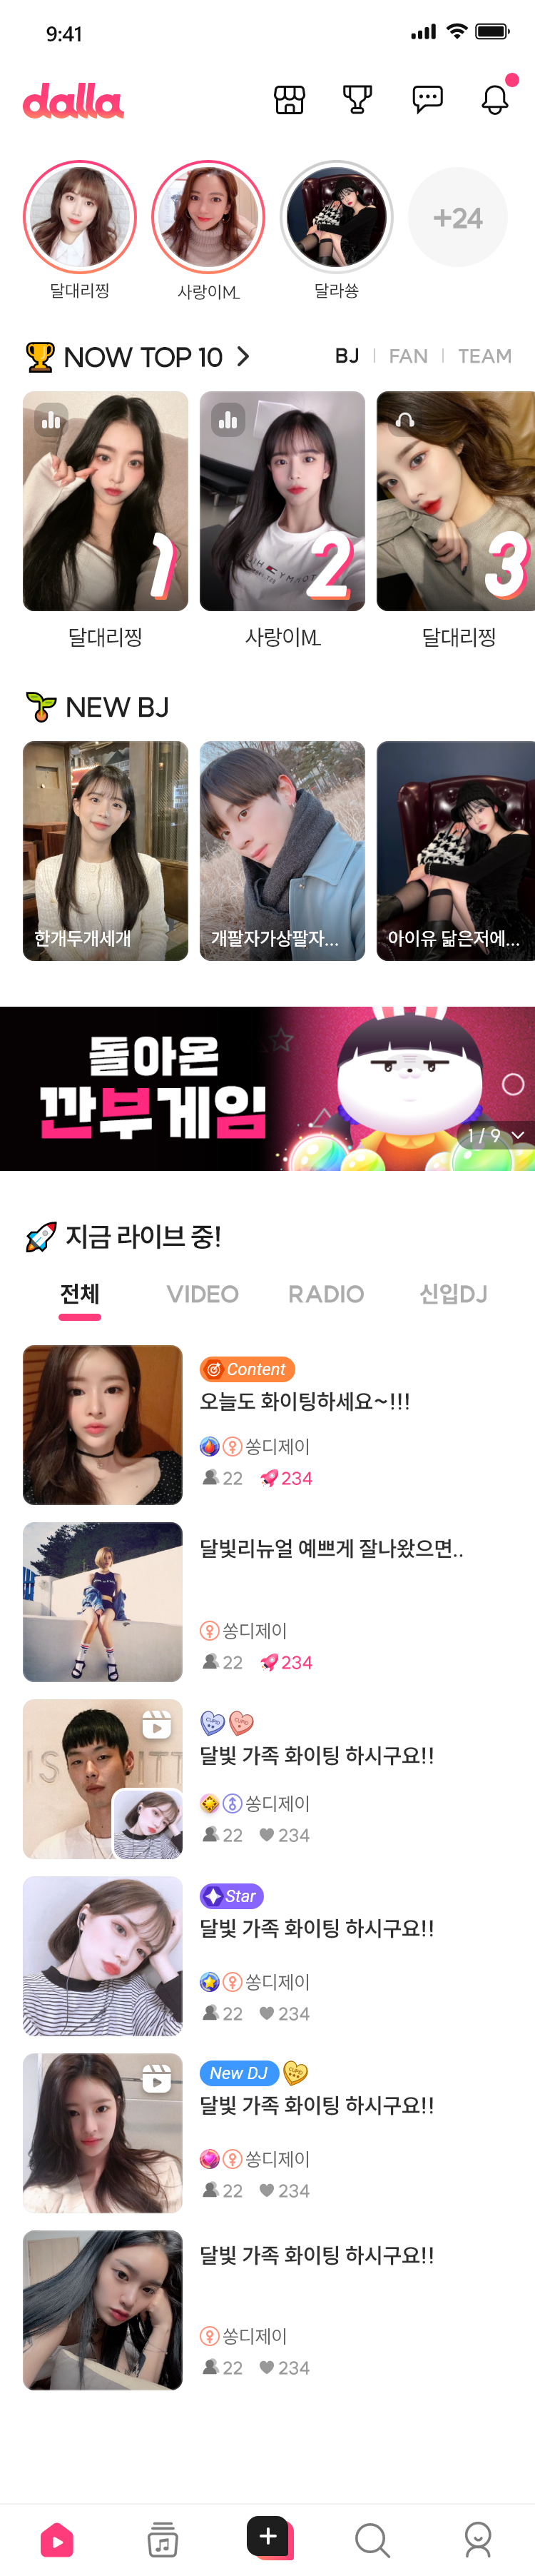 9:41
dalla
+24
달대리찡
사랑이ML
달라쏭
NOW TOP 10
BJ
FAN
TEAM
1
2
3
달대리찡
사랑이ML
달대리찡
NEW BJ
한개두개세개
개팔자가상팔자...
아이유 닮은저에...
돌아온
깐부게임
1 / 9
지금 라이브 중!
전체
VIDEO
RADIO
신입DJ
Content
오늘도 화이팅하세요~!!!
쏭디제이
22 234
달빛리뉴얼 예쁘게 잘나왔으면..
쏭디제이
22 234
CUPID CUPID
달빛 가족 화이팅 하시구요!!
쏭디제이
22 234
Star
달빛 가족 화이팅 하시구요!!
쏭디제이
22 234
New DJ CUPID
달빛 가족 화이팅 하시구요!!
쏭디제이
22 234
달빛 가족 화이팅 하시구요!!
쏭디제이
22 234